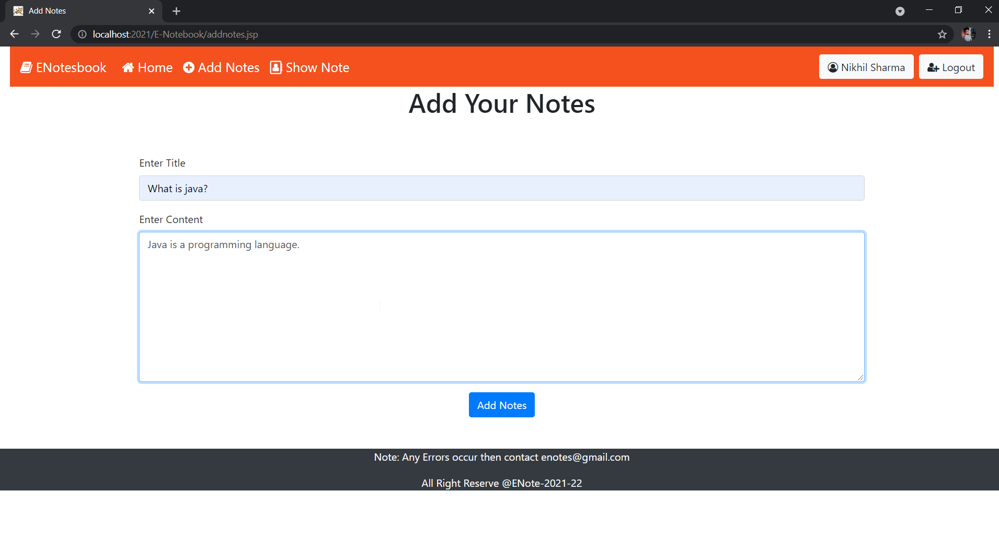 Add Notes
localhost:2021/E-Notebook/addnotes.jsp
ENotesbook Home Add Notes Show Note Nikhil Sharma Logout
Add Your Notes
Enter Title
What is java?
Enter Content
Java is a programming language.
Add Notes
Note: Any Errors occur then contact enotes@gmail.com
All Right Reserve @ENote-2021-22